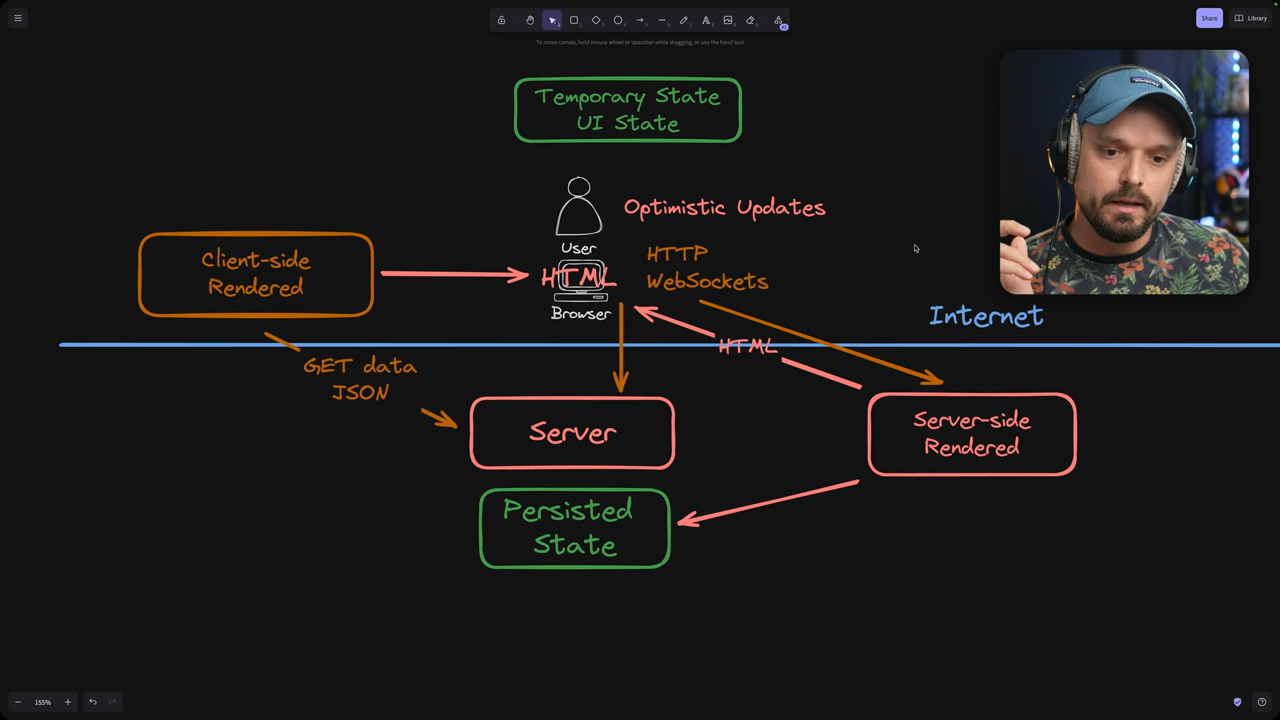 Share
Library
To move canvas, hold mouse wheel or spacebar while dragging, or use the hand tool
Temporary State
UI State
Optimistic Updates
User
HTTP
WebSockets
Client-side
Rendered
HTML
Browser
Internet
HTML
GET data
JSON
Server
Server-side
Rendered
Persisted
State
155%